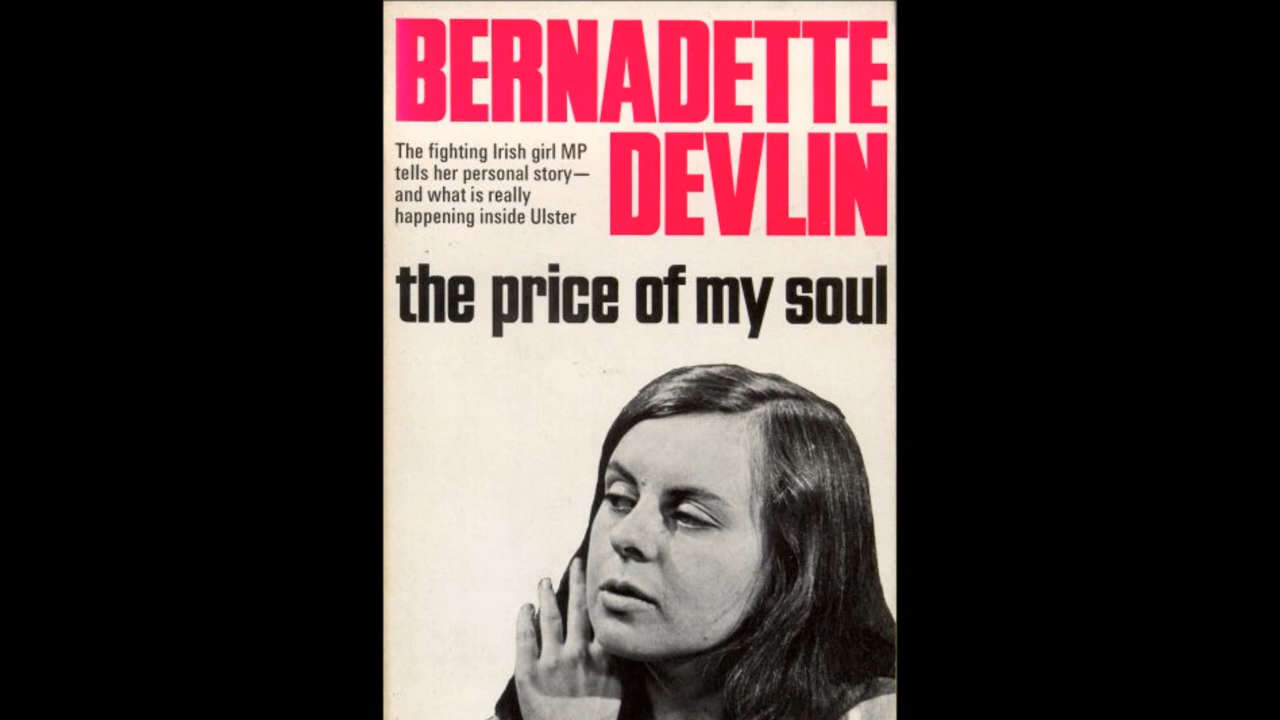 BERNADETTE
DEVLIN
The fighting Irish girl MP
tells her personal story—
and what is really
happening inside Ulster
the price of my soul